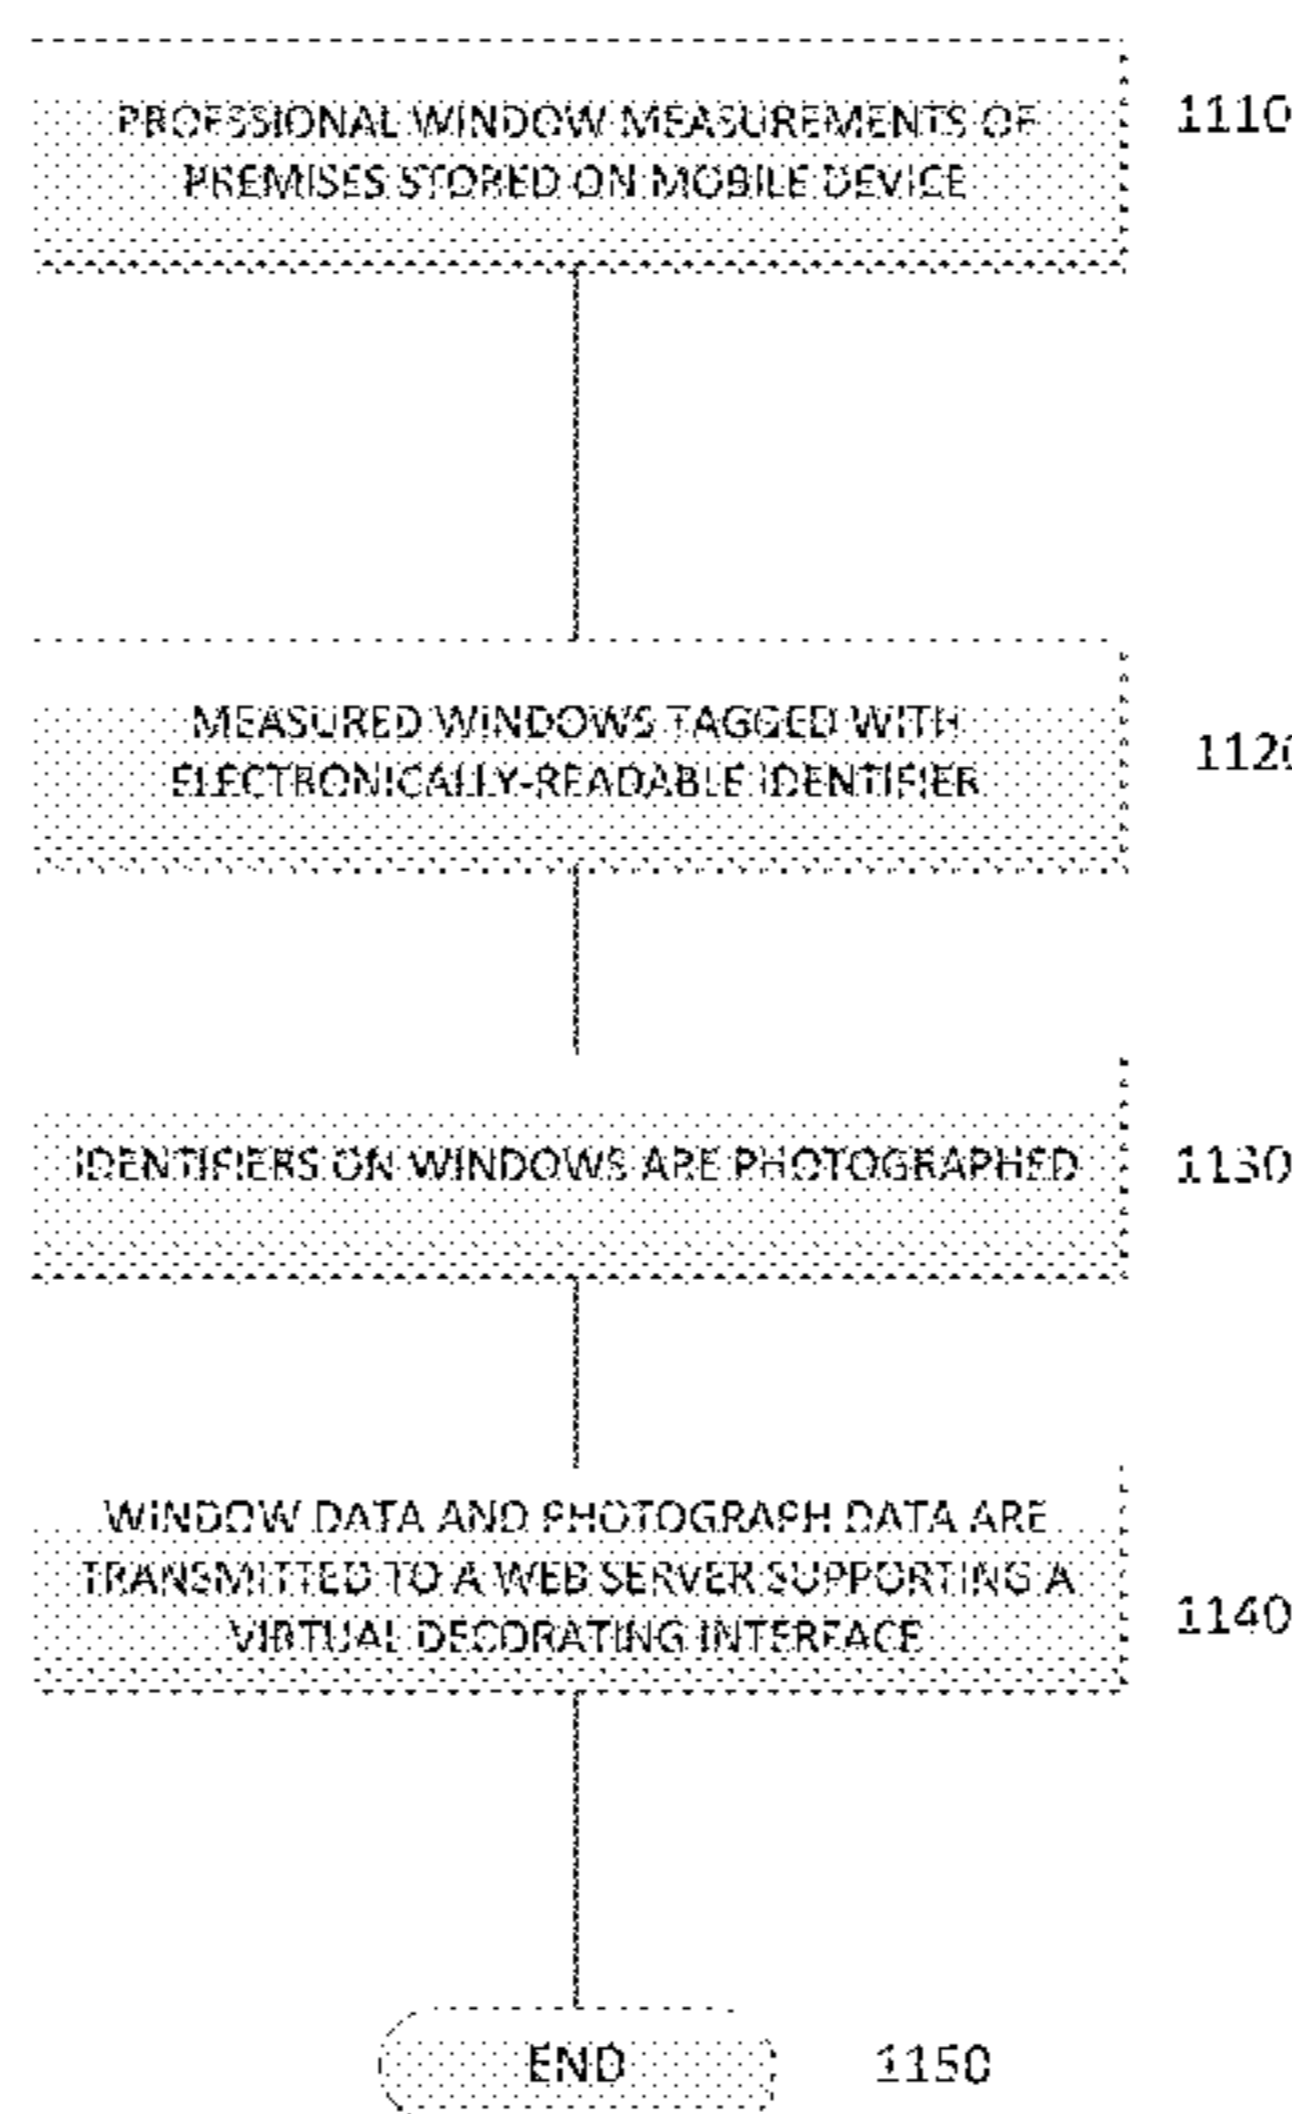 PROFSSIONAL WINDOW MEASUREMENTS OF
1110
PREMISES STORED ON MOBILE DEVICE
MEASURED WINDOWS TAGGED WITH
1120
ELECTRONICALLY-READABLE IDENTIFIER
IDENTIFIERS ON WINDOWS ARE PHOTOGRAPHED
1130
WINDOW DATA AND PHOTOGRAPH DATA ARE
TRANSMITTED TO A WEB SERVER SUPPORTING A
VIRTUAL DECORATING INTERFACE
1140
END
1150